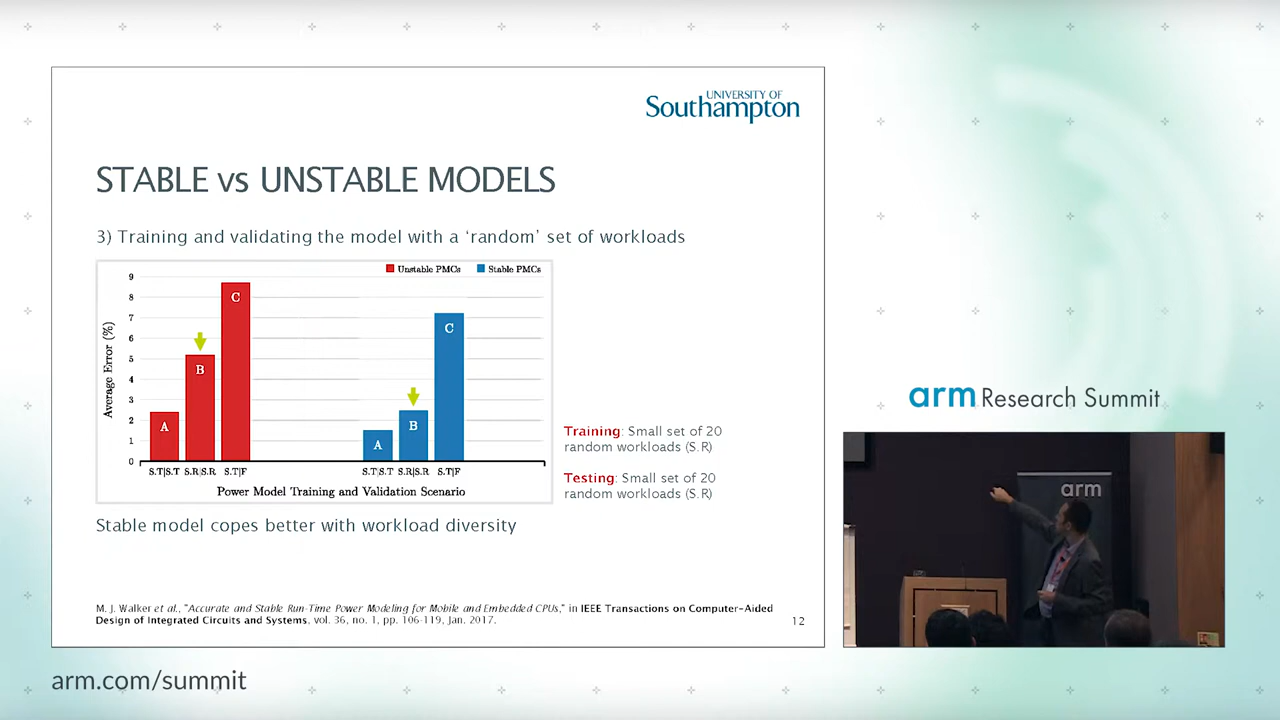 UNIVERSITY OF
Southampton
STABLE vs UNSTABLE MODELS
3) Training and validating the model with a ‘random’ set of workloads
Unstable PMCs
Stable PMCs
Average Error (%)
9
8
7
6
5
4
3
2
1
0
A
B
C
A
B
C
S.T|S.T S.R|S.R S.T|F
S.T|S.T S.R|S.R S.T|F
Power Model Training and Validation Scenario
Training: Small set of 20
random workloads (S.R)
Testing: Small set of 20
random workloads (S.R)
Stable model copes better with workload diversity
M. J. Walker et al., "Accurate and Stable Run-Time Power Modeling for Mobile and Embedded CPUs," in IEEE Transactions on Computer-Aided
Design of Integrated Circuits and Systems, vol. 36, no. 1, pp. 106-119, Jan. 2017.
12
arm Research Summit
arm
arm.com/summit